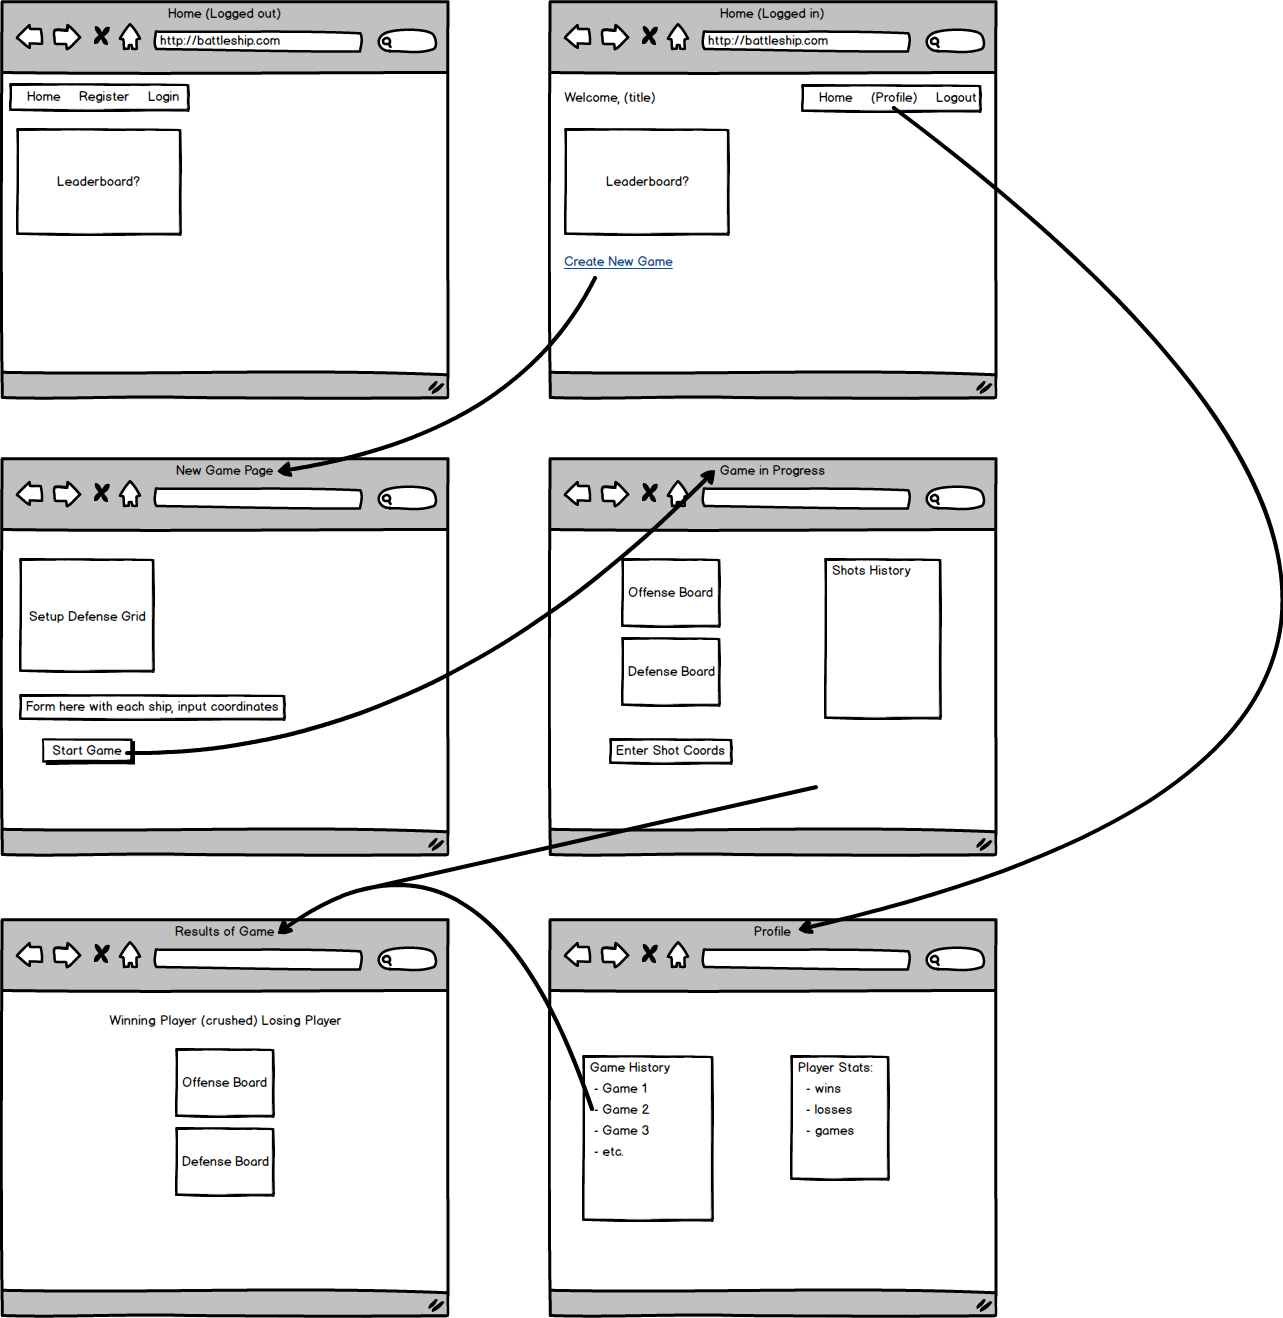 Home (Logged out)
http://battleship.com
Home Register Login
Leaderboard?
Home (Logged in)
http://battleship.com
Welcome, (title)
Home (Profile) Logout
Leaderboard?
Create New Game
New Game Page
Setup Defense Grid
Form here with each ship, input coordinates
Start Game
Game in Progress
Offense Board
Defense Board
Shots History
Enter Shot Coords
Results of Game
Winning Player (crushed) Losing Player
Offense Board
Defense Board
Profile
Game History
- Game 1
- Game 2
- Game 3
- etc.
Player Stats:
- wins
- losses
- games